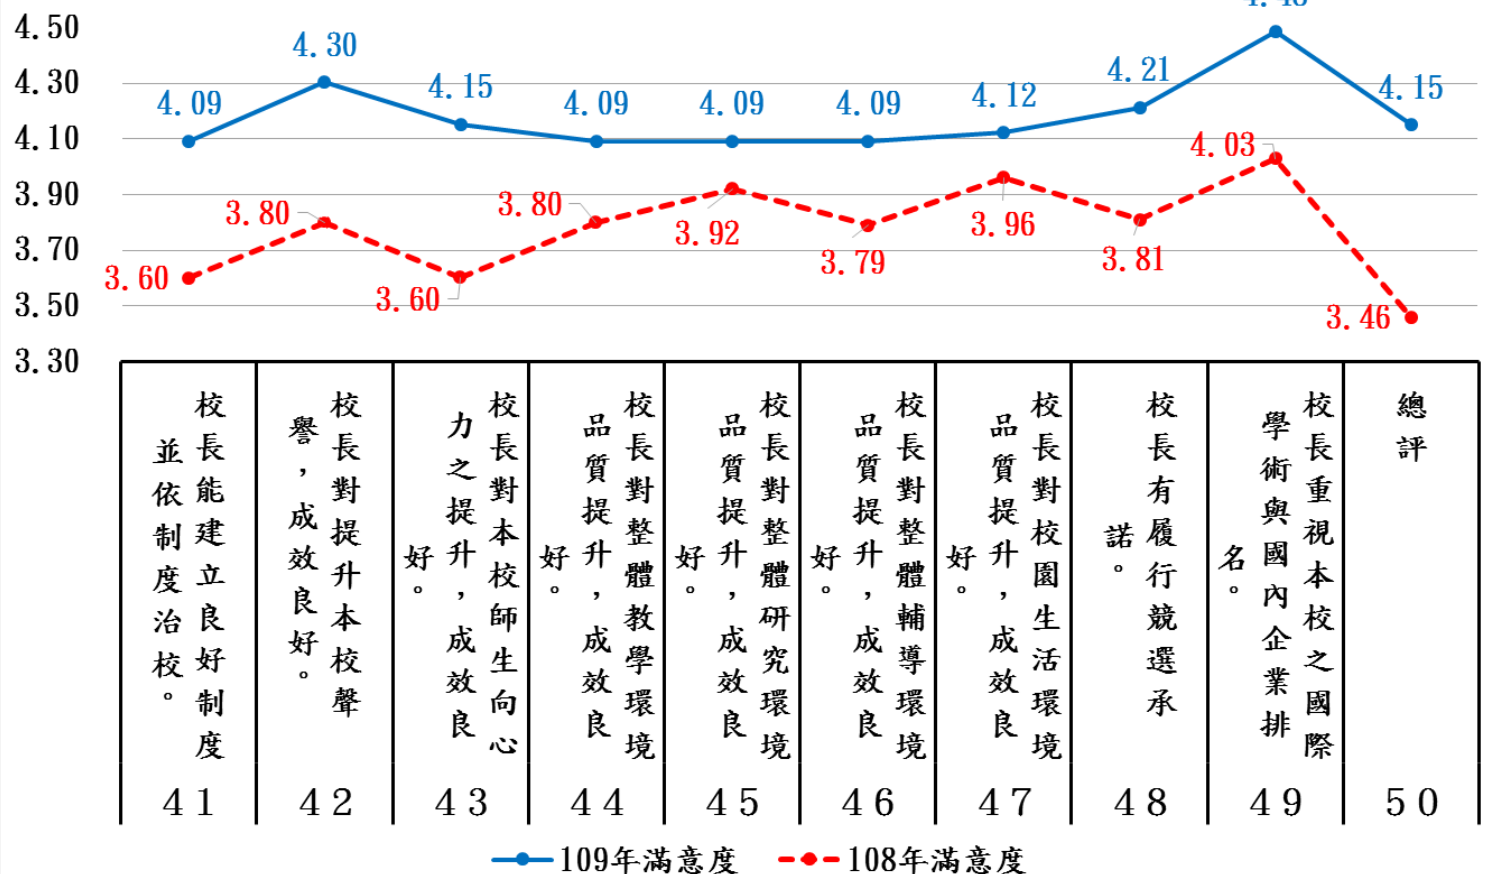 4.50
4.30
4.10
3.90
3.70
3.50
3.30
4.09
4.30
4.15
4.09
4.09
4.09
4.12
4.21
4.15
3.60
3.80
3.60
3.80
3.92
3.79
3.96
3.81
4.03
3.46
校長能建立良好制度
並依制度治校。
校長對提升本校聲
譽，成效良好。
校長對本校師生向心
力之提升，成效良
好。
校長對整體教學環境
品質提升，成效良
好。
校長對整體研究環境
品質提升，成效良
好。
校長對整體輔導環境
品質提升，成效良
好。
校長對校園生活環境
品質提升，成效良
好。
校長有履行競選承
諾。
校長重視本校之國際
學術與國內企業排
名。
總評
41
42
43
44
45
46
47
48
49
50
109年滿意度
108年滿意度